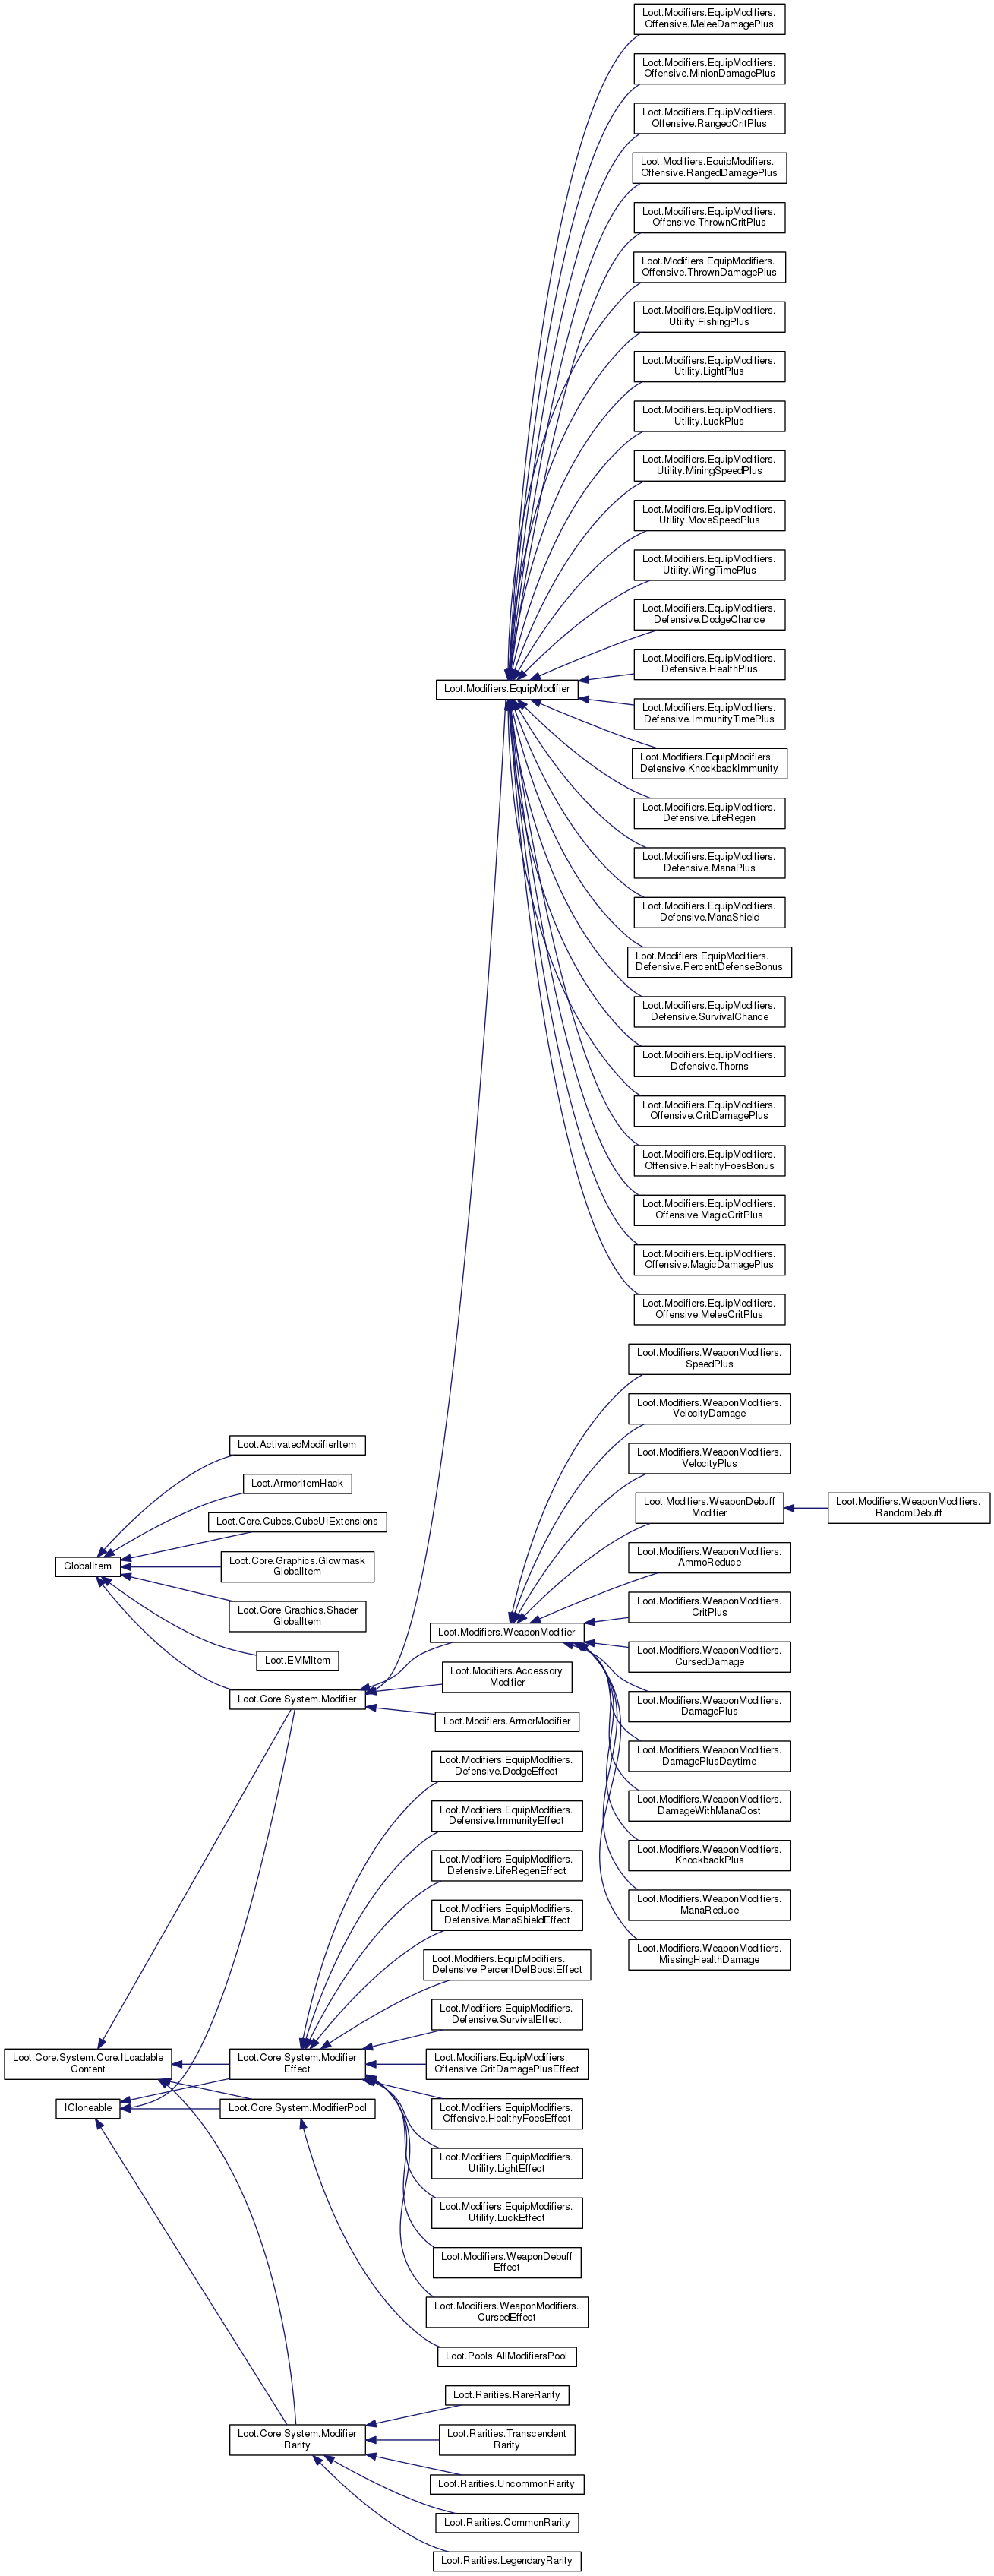 Loot.Modifiers.EquipModifiers.
Offensive.MeleeDamagePlus
Loot.Modifiers.EquipModifiers.
Offensive.MinionDamagePlus
Loot.Modifiers.EquipModifiers.
Offensive.RangedCritPlus
Loot.Modifiers.EquipModifiers.
Offensive.RangedDamagePlus
Loot.Modifiers.EquipModifiers.
Offensive.ThrownCritPlus
Loot.Modifiers.EquipModifiers.
Offensive.ThrownDamagePlus
Loot.Modifiers.EquipModifiers.
Utility.FishingPlus
Loot.Modifiers.EquipModifiers.
Utility.LightPlus
Loot.Modifiers.EquipModifiers.
Utility.LuckPlus
Loot.Modifiers.EquipModifiers.
Utility.MiningSpeedPlus
Loot.Modifiers.EquipModifiers.
Utility.MoveSpeedPlus
Loot.Modifiers.EquipModifiers.
Utility.WingTimePlus
Loot.Modifiers.EquipModifiers.
Defensive.DodgeChance
Loot.Modifiers.EquipModifiers.
Defensive.HealthPlus
Loot.Modifiers.EquipModifier
Loot.Modifiers.EquipModifiers.
Defensive.ImmunityTimePlus
Loot.Modifiers.EquipModifiers.
Defensive.KnockbackImmunity
Loot.Modifiers.EquipModifiers.
Defensive.LifeRegen
Loot.Modifiers.EquipModifiers.
Defensive.ManaPlus
Loot.Modifiers.EquipModifiers.
Defensive.ManaShield
Loot.Modifiers.EquipModifiers.
Defensive.PercentDefenseBonus
Loot.Modifiers.EquipModifiers.
Defensive.SurvivalChance
Loot.Modifiers.EquipModifiers.
Defensive.Thorns
Loot.Modifiers.EquipModifiers.
Offensive.CritDamagePlus
Loot.Modifiers.EquipModifiers.
Offensive.HealthyFoesBonus
Loot.Modifiers.EquipModifiers.
Offensive.MagicCritPlus
Loot.Modifiers.EquipModifiers.
Offensive.MagicDamagePlus
Loot.Modifiers.EquipModifiers.
Offensive.MeleeCritPlus
Loot.Modifiers.WeaponModifiers.
SpeedPlus
Loot.Modifiers.WeaponModifiers.
VelocityDamage
Loot.Modifiers.WeaponModifiers.
VelocityPlus
Loot.Modifiers.WeaponDebuff
Modifier
Loot.Modifiers.WeaponModifiers.
RandomDebuff
Loot.Modifiers.WeaponModifiers.
AmmoReduce
Loot.Modifiers.WeaponModifiers.
CritPlus
Loot.Modifiers.WeaponModifier
Loot.Modifiers.WeaponModifiers.
CursedDamage
Loot.Modifiers.WeaponModifiers.
DamagePlus
Loot.Modifiers.WeaponModifiers.
DamagePlusDaytime
Loot.Modifiers.WeaponModifiers.
DamageWithManaCost
Loot.Modifiers.WeaponModifiers.
KnockbackPlus
Loot.Modifiers.WeaponModifiers.
ManaReduce
Loot.Modifiers.WeaponModifiers.
MissingHealthDamage
Loot.ActivatedModifierItem
Loot.ArmorItemHack
Loot.Core.Cubes.CubeUIExtensions
GlobalItem
Loot.Core.Graphics.Glowmask
GlobalItem
Loot.Core.Graphics.Shader
GlobalItem
Loot.EMMItem
Loot.Core.System.Modifier
Loot.Modifiers.Accessory
Modifier
Loot.Modifiers.ArmorModifier
Loot.Modifiers.EquipModifiers.
Defensive.DodgeEffect
Loot.Modifiers.EquipModifiers.
Defensive.ImmunityEffect
Loot.Modifiers.EquipModifiers.
Defensive.LifeRegenEffect
Loot.Modifiers.EquipModifiers.
Defensive.ManaShieldEffect
Loot.Modifiers.EquipModifiers.
Defensive.PercentDefBoostEffect
Loot.Modifiers.EquipModifiers.
Defensive.SurvivalEffect
Loot.Core.System.Core.ILoadable
Content
Loot.Core.System.Modifier
Effect
Loot.Modifiers.EquipModifiers.
Offensive.CritDamagePlusEffect
ICloneable
Loot.Core.System.ModifierPool
Loot.Modifiers.EquipModifiers.
Offensive.HealthyFoesEffect
Loot.Modifiers.EquipModifiers.
Utility.LightEffect
Loot.Modifiers.EquipModifiers.
Utility.LuckEffect
Loot.Modifiers.WeaponDebuff
Effect
Loot.Modifiers.WeaponModifiers.
CursedEffect
Loot.Pools.AllModifiersPool
Loot.Rarities.RareRarity
Loot.Core.System.Modifier
Rarity
Loot.Rarities.Transcendent
Rarity
Loot.Rarities.UncommonRarity
Loot.Rarities.CommonRarity
Loot.Rarities.LegendaryRarity